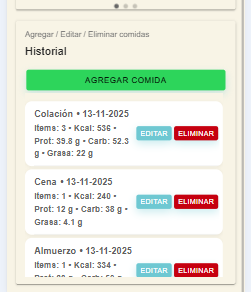 Agregar / Editar / Eliminar comidas
Historial
AGREGAR COMIDA
Colación • 13-11-2025
Items: 3 • Kcal: 536 •
Prot: 39.8 g • Carb: 52.3
g • Grasa: 22 g
EDITAR ELIMINAR
Cena • 13-11-2025
Items: 1 • Kcal: 240 •
Prot: 12 g • Carb: 38 g •
Grasa: 4.1 g
EDITAR ELIMINAR
Almuerzo • 13-11-2025
Items: 1 • Kcal: 334 •
EDITAR ELIMINAR